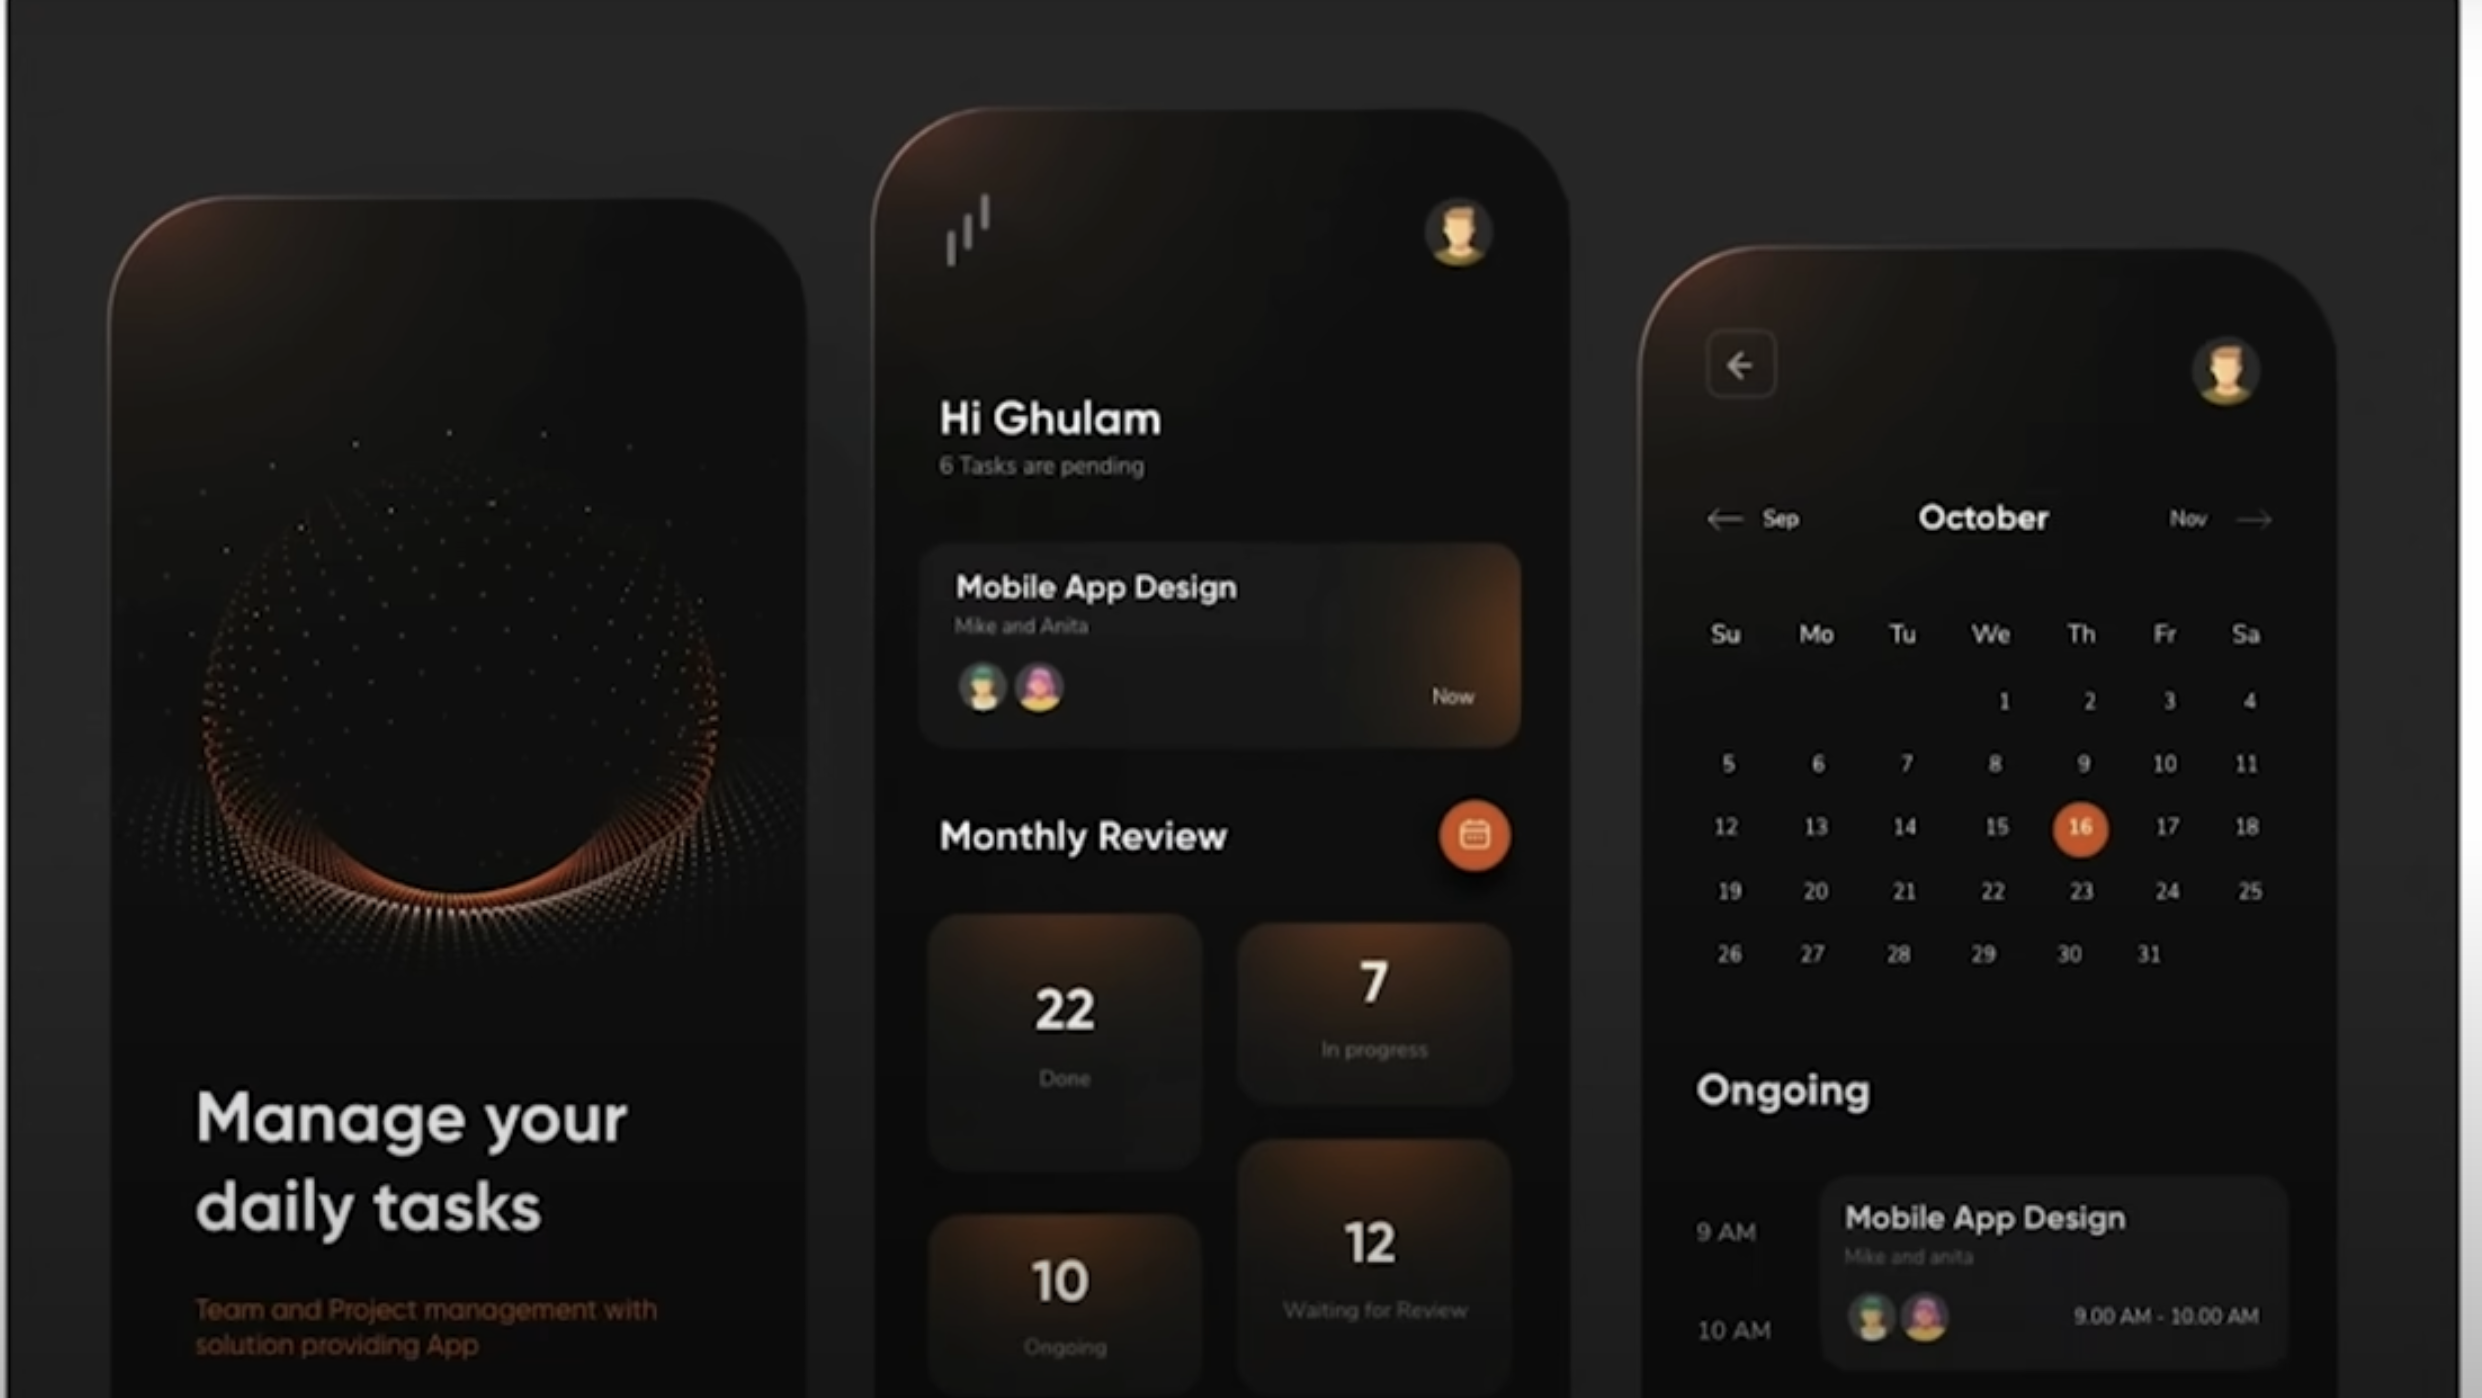 Manage your
daily tasks
Team and Project management with
solution providing App
Hi Ghulam
6 Tasks are pending
Mobile App Design
Mike and Anita
Now
Monthly Review
22
Done
7
In progress
10
Ongoing
12
Waiting for Review
Sep October Nov
Su Mo Tu We Th Fr Sa
1 2 3 4
5 6 7 8 9 10 11
12 13 14 15 16 17 18
19 20 21 22 23 24 25
26 27 28 29 30 31
Ongoing
9 AM
Mobile App Design
Mike and anita
9.00 AM - 10.00 AM
10 AM